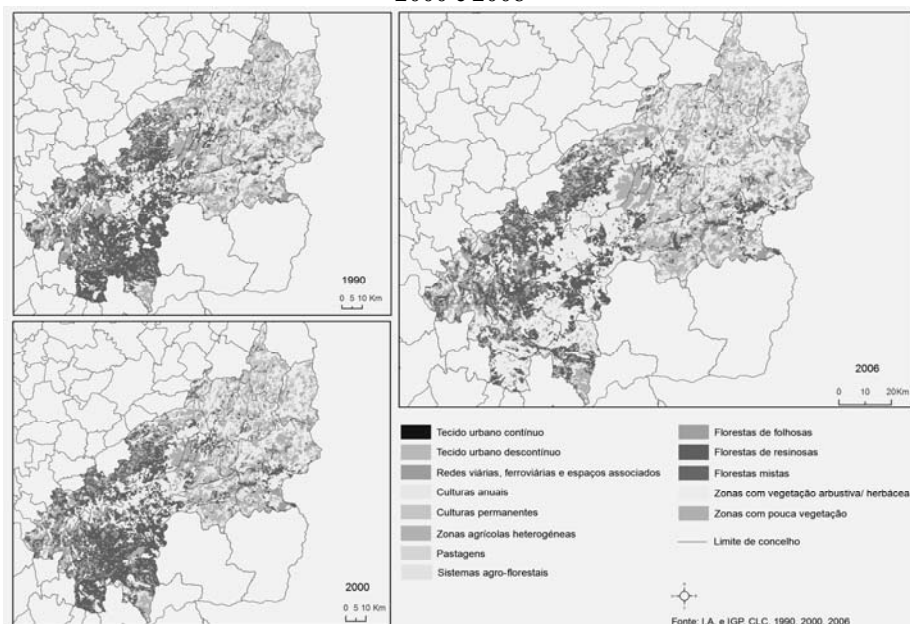 1990
0 5 10 Km
2006
0 10 20Km
2000
0 5 10 Km
Tecido urbano contínuo
Tecido urbano descontínuo
Redes viárias, ferroviárias e espaços associados
Culturas anuais
Culturas permanentes
Zonas agrícolas heterogéneas
Pastagens
Sistemas agro-florestais
Florestas de folhosas
Florestas de resinosas
Florestas mistas
Zonas com vegetação arbustiva/ herbácea
Zonas com pouca vegetação
Limite de concelho
Fonte: I.A. e IGP, CLC, 1990, 2000, 2006